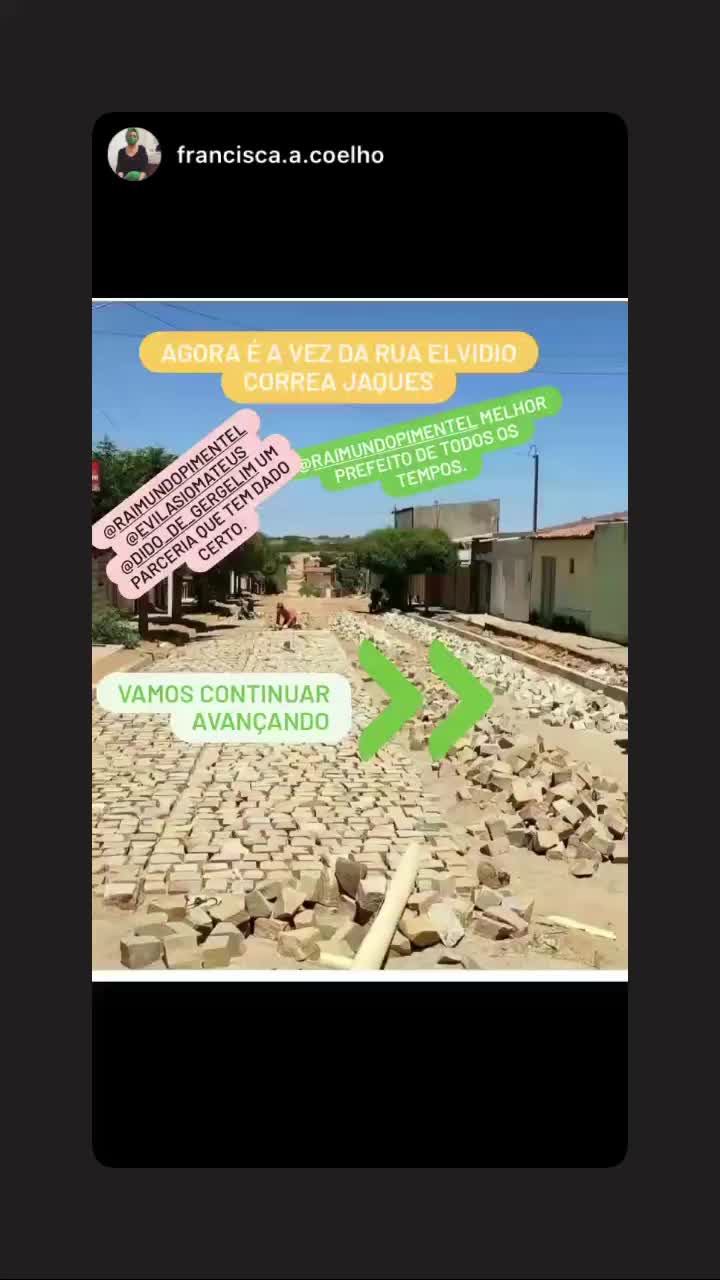 francisca.a.coelho
AGORA É A VEZ DA RUA ELVIDIO
CORREA JAQUES
@RAIMUNDOPIMENTEL MELHOR
PREFEITO DE TODOS OS
TEMPOS.
@RAIMUNDOPIMENTEL
@EVILASIOMATEUS
@DIDO_DE_GERGELIM UM
PARCERIA QUE TEM DADO
CERTO.
VAMOS CONTINUAR
AVANÇANDO